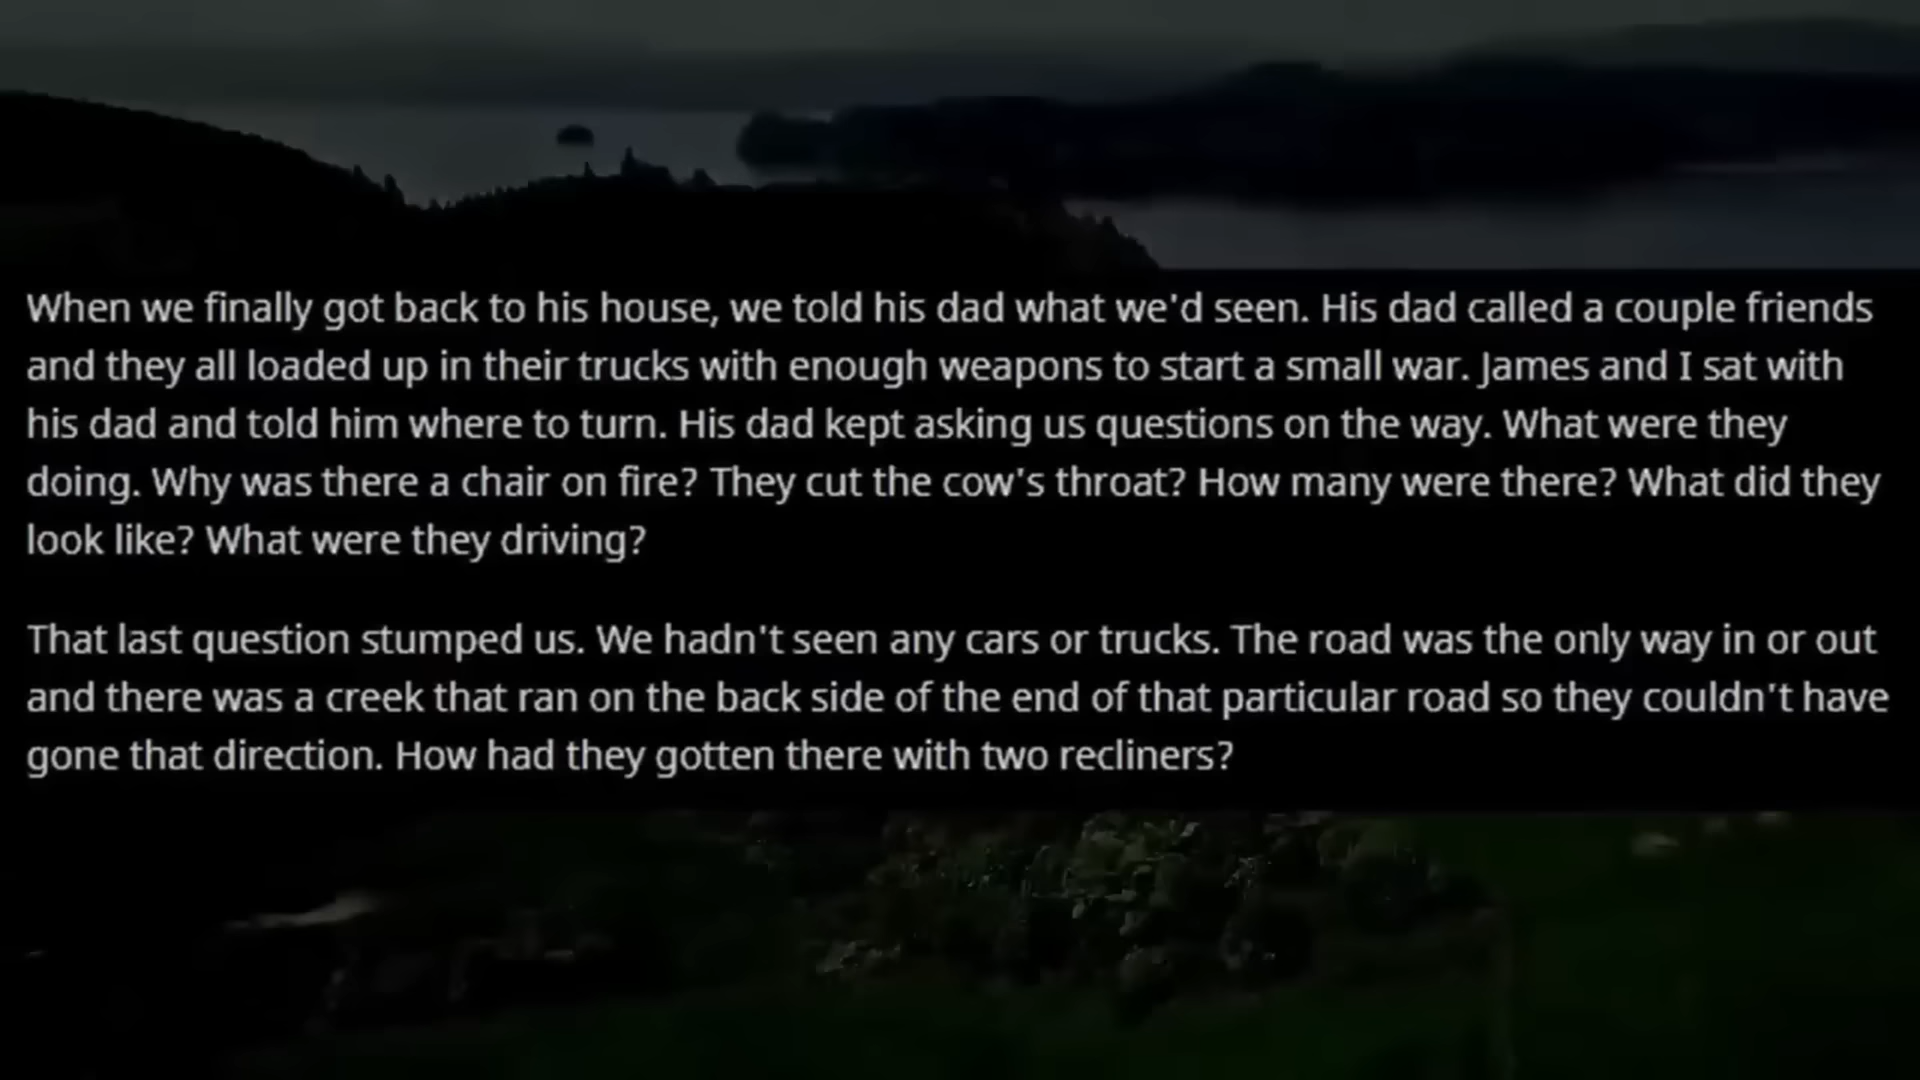 When we finally got back to his house, we told his dad what we'd seen. His dad called a couple friends
and they all loaded up in their trucks with enough weapons to start a small war. James and I sat with
his dad and told him where to turn. His dad kept asking us questions on the way. What were they
doing. Why was there a chair on fire? They cut the cow's throat? How many were there? What did they
look like? What were they driving?
That last question stumped us. We hadn't seen any cars or trucks. The road was the only way in or out
and there was a creek that ran on the back side of the end of that particular road so they couldn't have
gone that direction. How had they gotten there with two recliners?